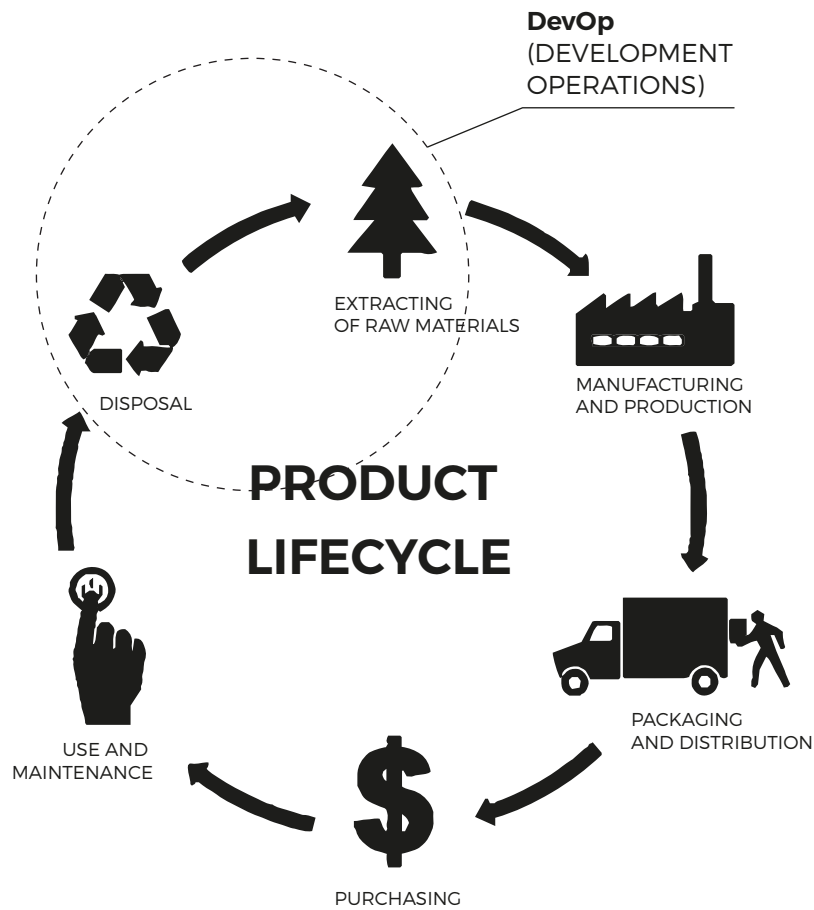 DevOp
(DEVELOPMENT
OPERATIONS)
EXTRACTING
OF RAW MATERIALS
MANUFACTURING
AND PRODUCTION
DISPOSAL
PRODUCT
LIFECYCLE
PACKAGING
AND DISTRIBUTION
USE AND
MAINTENANCE
PURCHASING